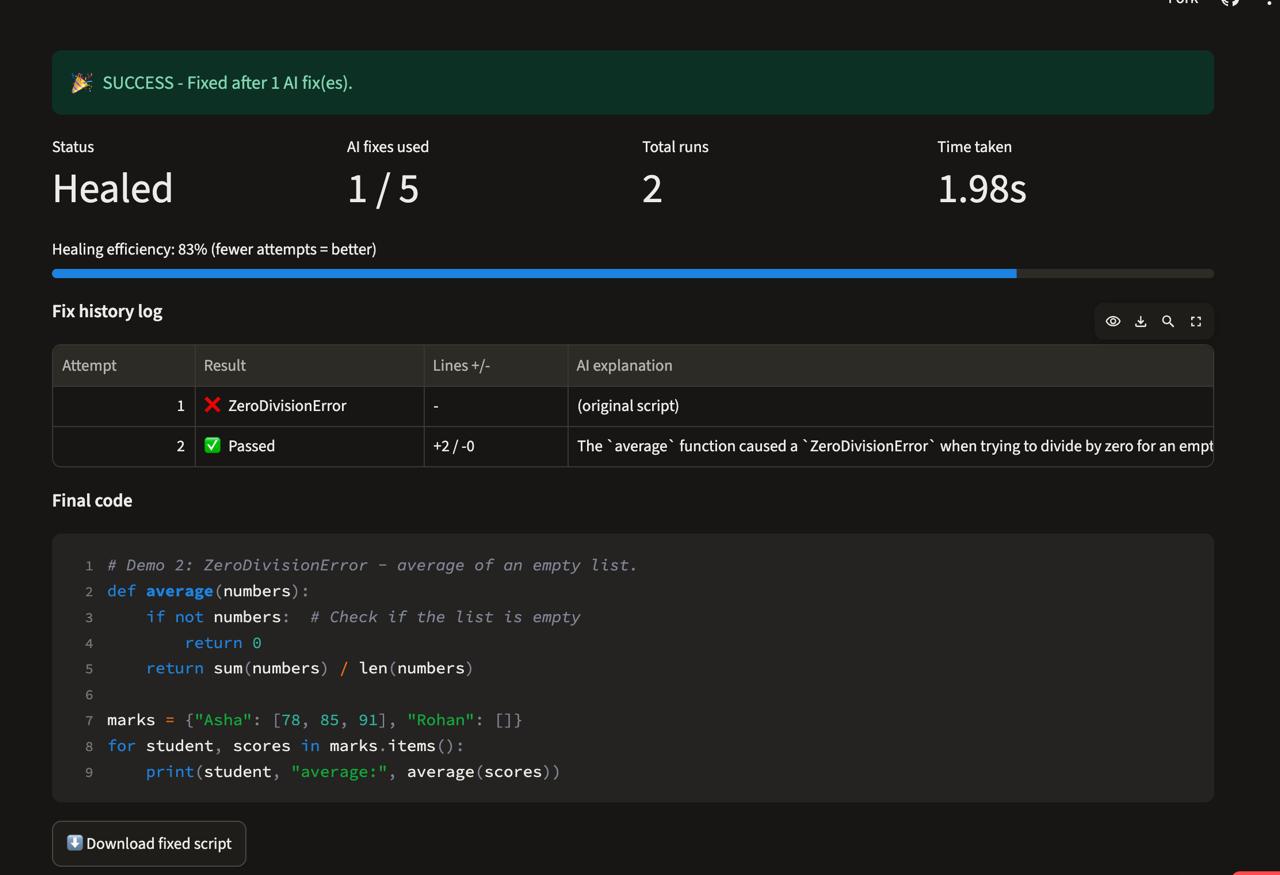 Fork
🎉 SUCCESS - Fixed after 1 AI fix(es).
Status
AI fixes used
Total runs
Time taken
Healed
1 / 5
2
1.98s
Healing efficiency: 83% (fewer attempts = better)
Fix history log
Attempt Result Lines +/- AI explanation
1 ❌ ZeroDivisionError - (original script)
2 ✅ Passed +2 / -0 The `average` function caused a `ZeroDivisionError` when trying to divide by zero for an empt
Final code
1 # Demo 2: ZeroDivisionError - average of an empty list.
2 def average(numbers):
3     if not numbers:  # Check if the list is empty
4         return 0
5     return sum(numbers) / len(numbers)
6
7 marks = {"Asha": [78, 85, 91], "Rohan": []}
8 for student, scores in marks.items():
9     print(student, "average:", average(scores))
⬇️ Download fixed script